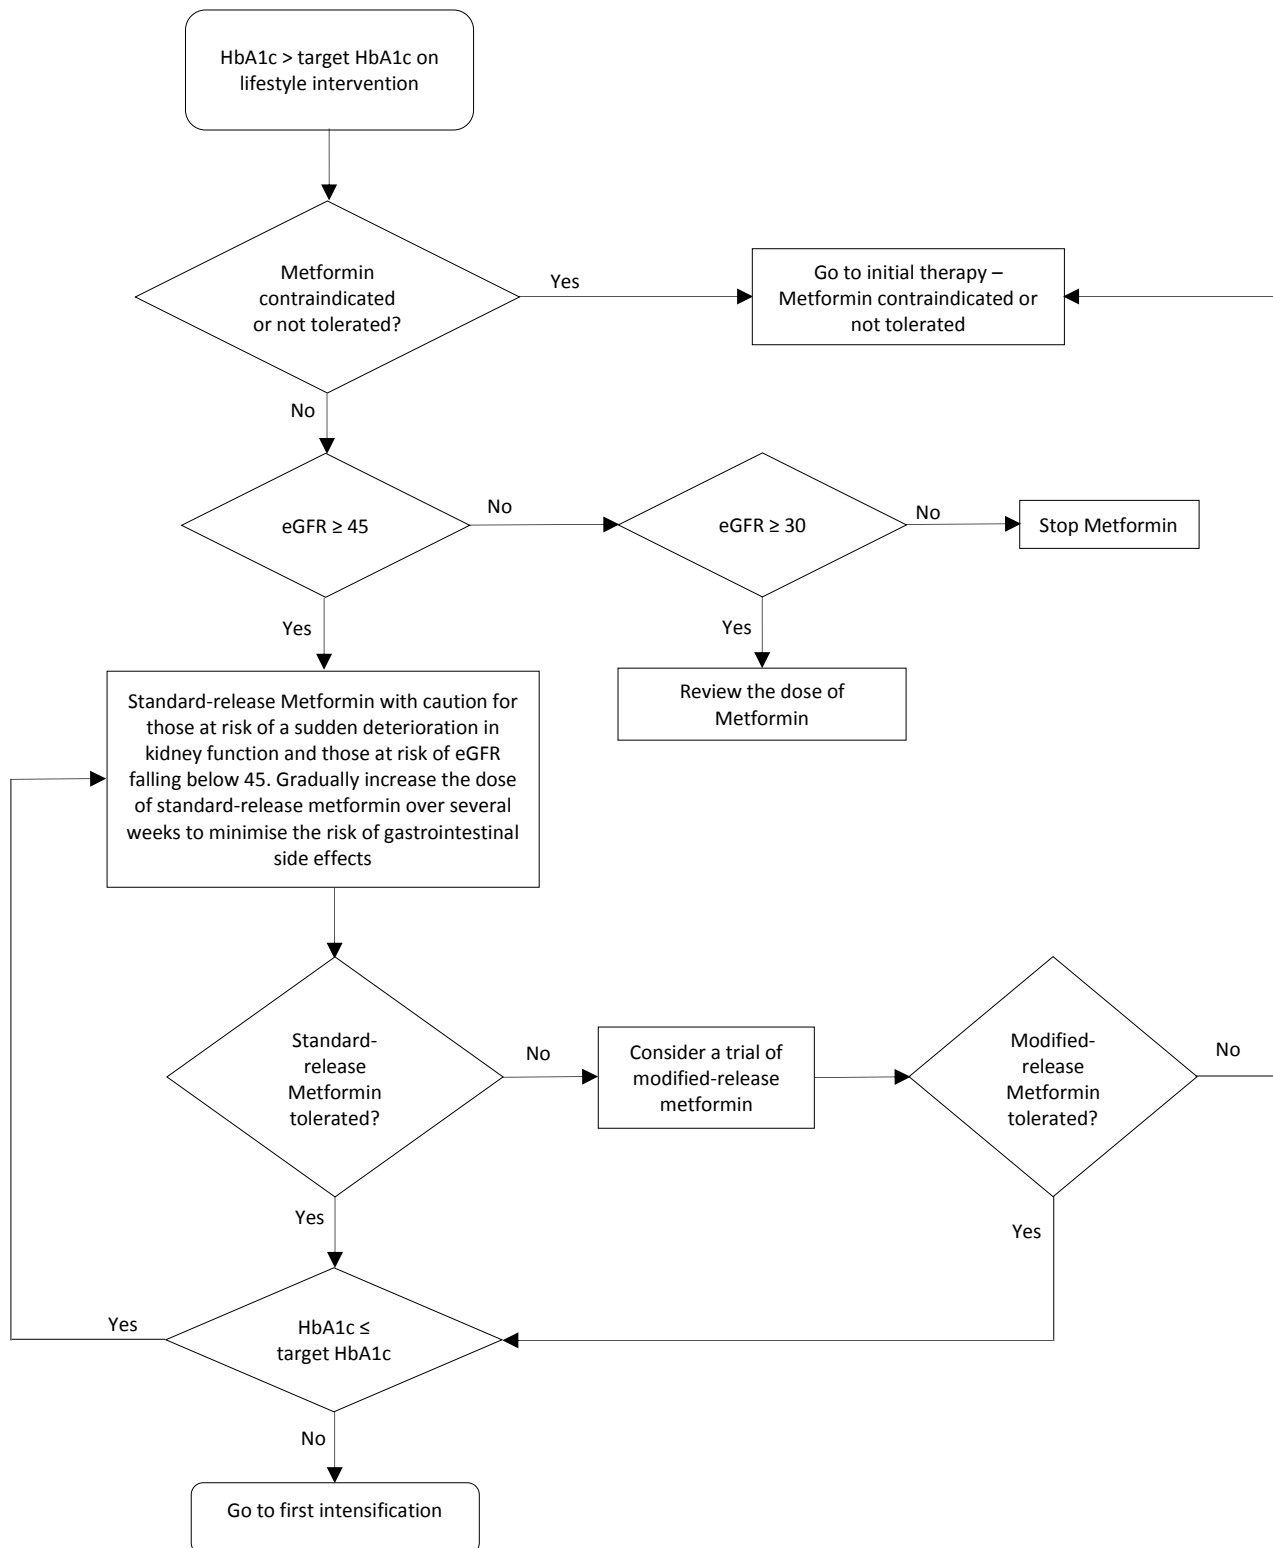 HbA1c > target HbA1c on
lifestyle intervention
Metformin
contraindicated
or not tolerated?
Yes
Go to initial therapy –
Metformin contraindicated or
not tolerated
No
eGFR ≥ 45
No
eGFR ≥ 30
No
Stop Metformin
Yes
Yes
Review the dose of
Metformin
Standard-release Metformin with caution for
those at risk of a sudden deterioration in
kidney function and those at risk of eGFR
falling below 45. Gradually increase the dose
of standard-release metformin over several
weeks to minimise the risk of gastrointestinal
side effects
Standard-
release
Metformin
tolerated?
No
Consider a trial of
modified-release
metformin
Modified-
release
Metformin
tolerated?
No
Yes
Yes
HbA1c ≤
target HbA1c
Yes
No
Go to first intensification